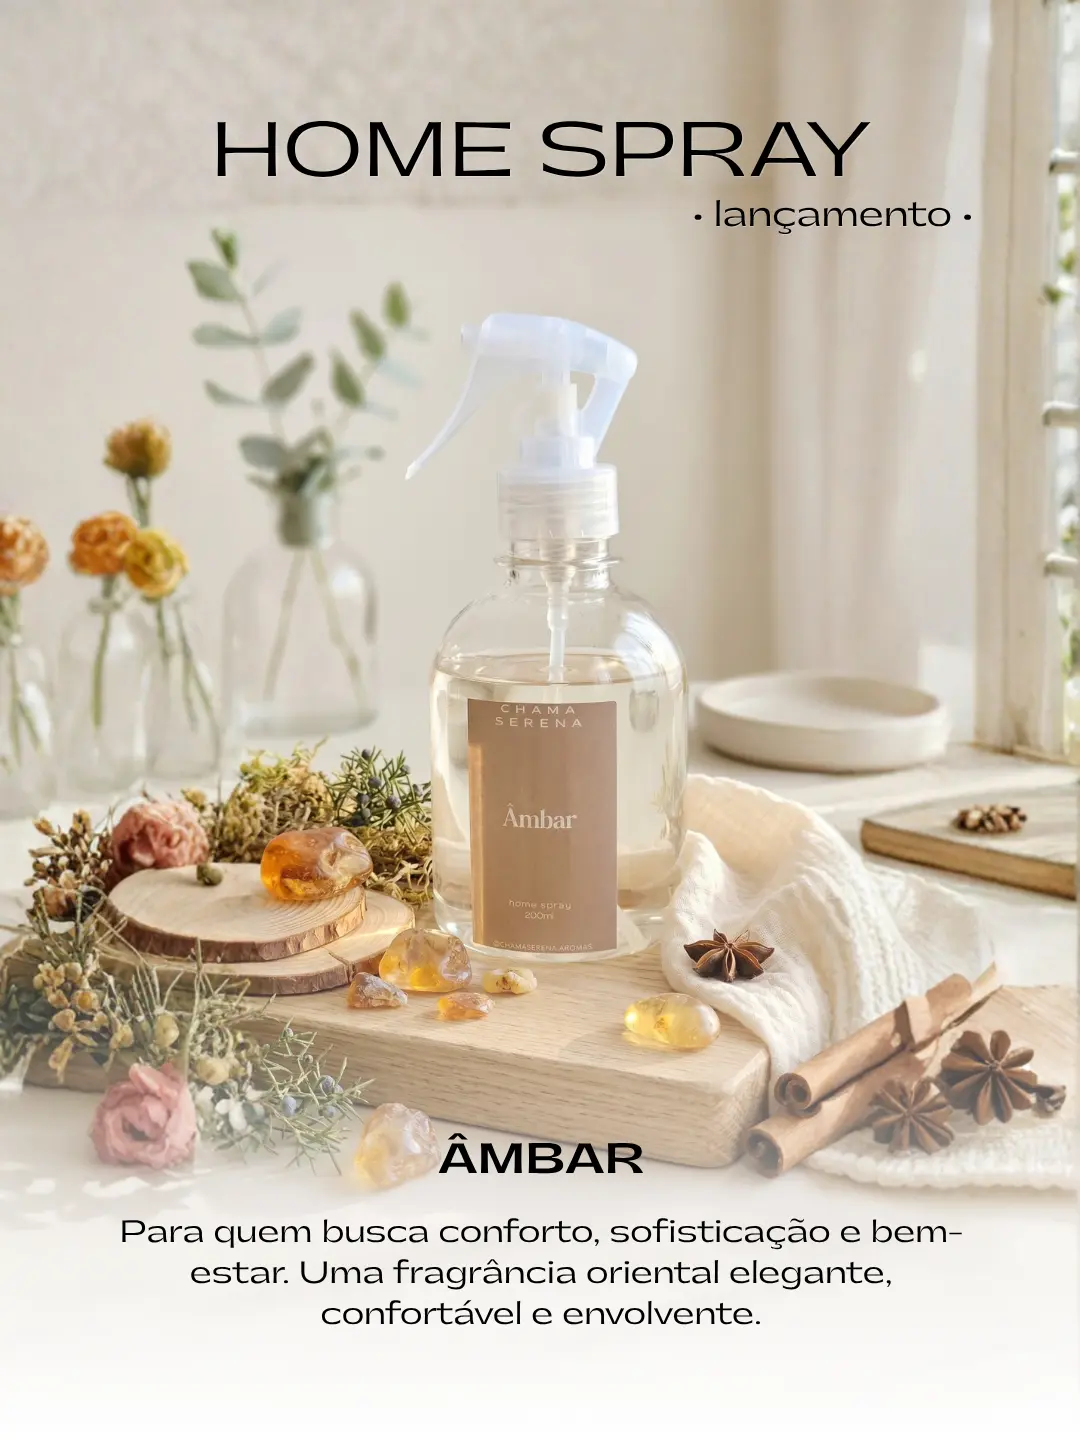 HOME SPRAY
• lançamento •
CHAMA
SERENA
Âmbar
home spray
200ml
@CHAMASERENA.AROMAS
ÂMBAR
Para quem busca conforto, sofisticação e bem-
estar. Uma fragrância oriental elegante,
confortável e envolvente.